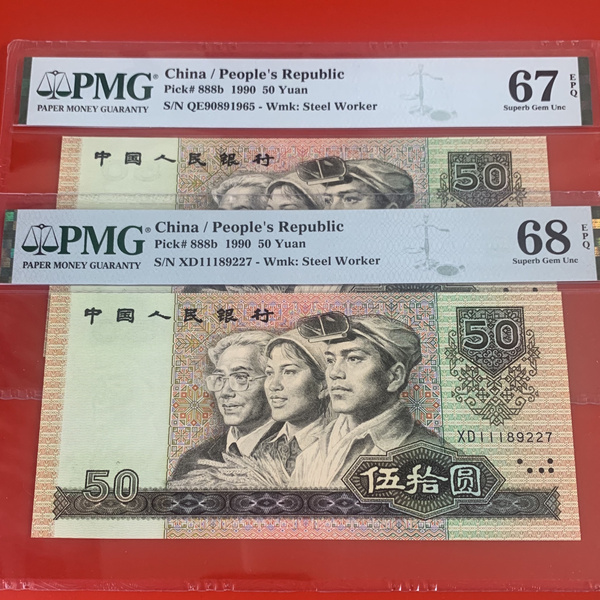 PMG®
PAPER MONEY GUARANTY
China / People's Republic
Pick# 888b 1990 50 Yuan
S/N QE90891965 - Wmk: Steel Worker
67 EPQ
Superb Gem Unc
中国人民银行
50
PMG®
PAPER MONEY GUARANTY
China / People's Republic
Pick# 888b 1990 50 Yuan
S/N XD11189227 - Wmk: Steel Worker
68 EPQ
Superb Gem Unc
中国人民银行
50
XD11189227
50
伍拾圆